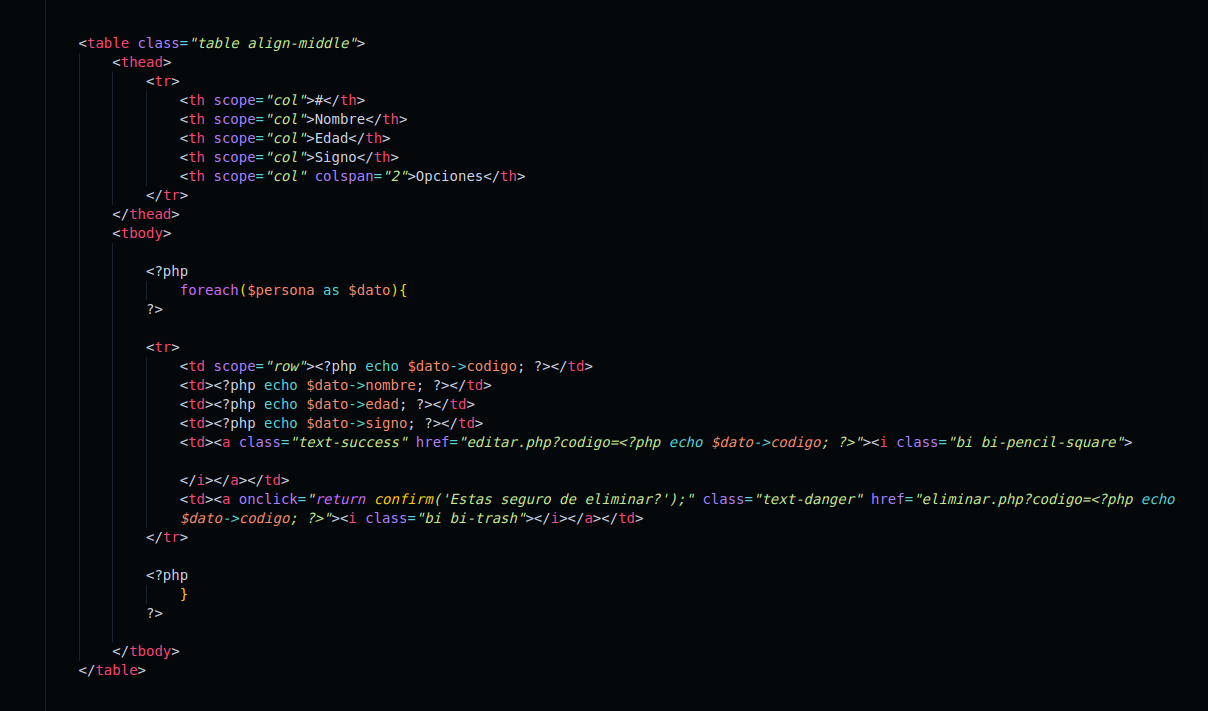 <table class="table align-middle">
<thead>
<tr>
<th scope="col">#</th>
<th scope="col">Nombre</th>
<th scope="col">Edad</th>
<th scope="col">Signo</th>
<th scope="col" colspan="2">Opciones</th>
</tr>
</thead>
<tbody>
<?php
foreach($persona as $dato){
?>
<tr>
<td scope="row"><?php echo $dato->codigo; ?></td>
<td><?php echo $dato->nombre; ?></td>
<td><?php echo $dato->edad; ?></td>
<td><?php echo $dato->signo; ?></td>
<td><a class="text-success" href="editar.php?codigo=<?php echo $dato->codigo; ?>"><i class="bi bi-pencil-square">
</i></a></td>
<td><a onclick="return confirm('Estas seguro de eliminar?');" class="text-danger" href="eliminar.php?codigo=<?php echo
$dato->codigo; ?>"><i class="bi bi-trash"></i></a></td>
</tr>
<?php
}
?>
</tbody>
</table>